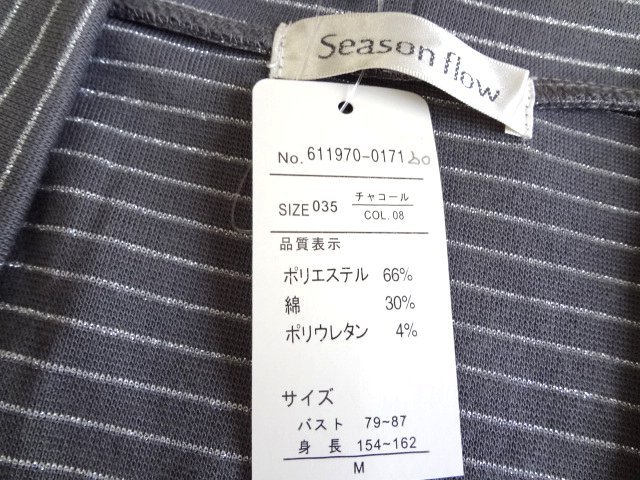 Season flow
No. 611970-0171 20
SIZE 035 チャコール
COL. 08
品質表示
ポリエステル 66%
綿 30%
ポリウレタン 4%
サイズ
バスト 79~87
身長 154~162
M